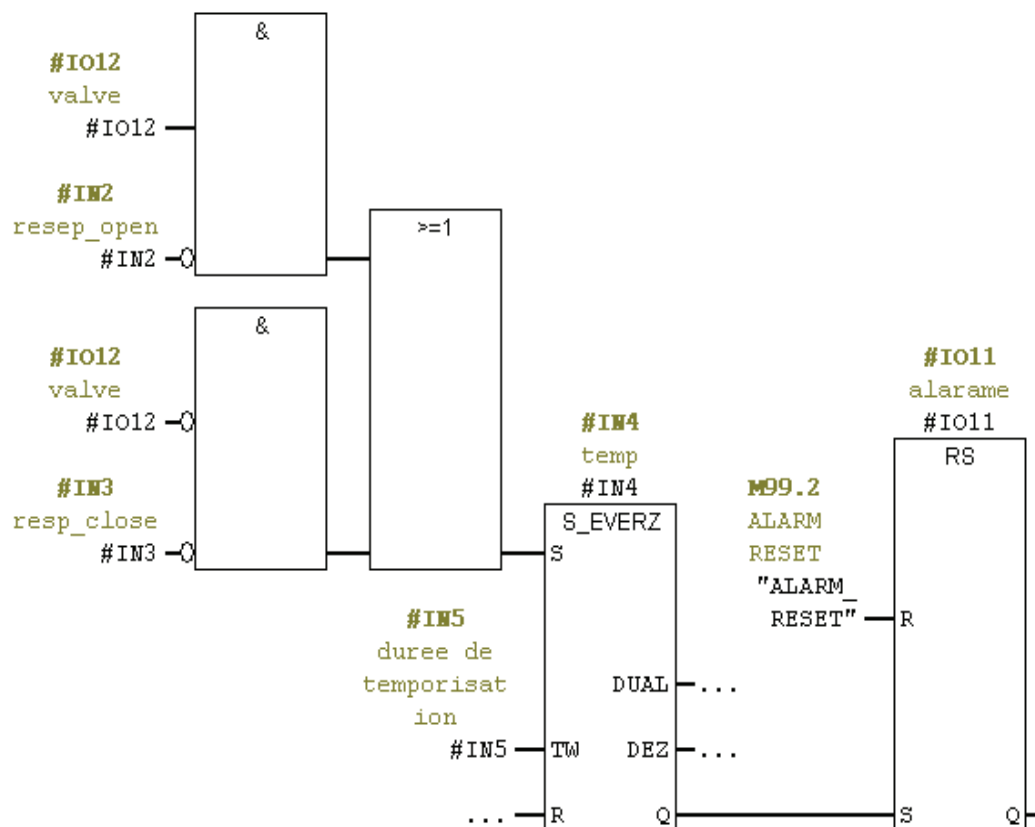 &
#IO12
valve
#IO12
#IN2
resep_open
#IN2
>=1
&
#IO12
valve
#IO12
#IN3
resp_close
#IN3
#IN4
temp
#IN4
S_EVERZ
S
#IN5
duree de
temporisat
ion
#IN5
TW
... R
DUAL ...
DEZ ...
Q
M99.2
ALARM
RESET
"ALARM_
RESET"
#IO11
alarame
#IO11
RS
R
S
Q